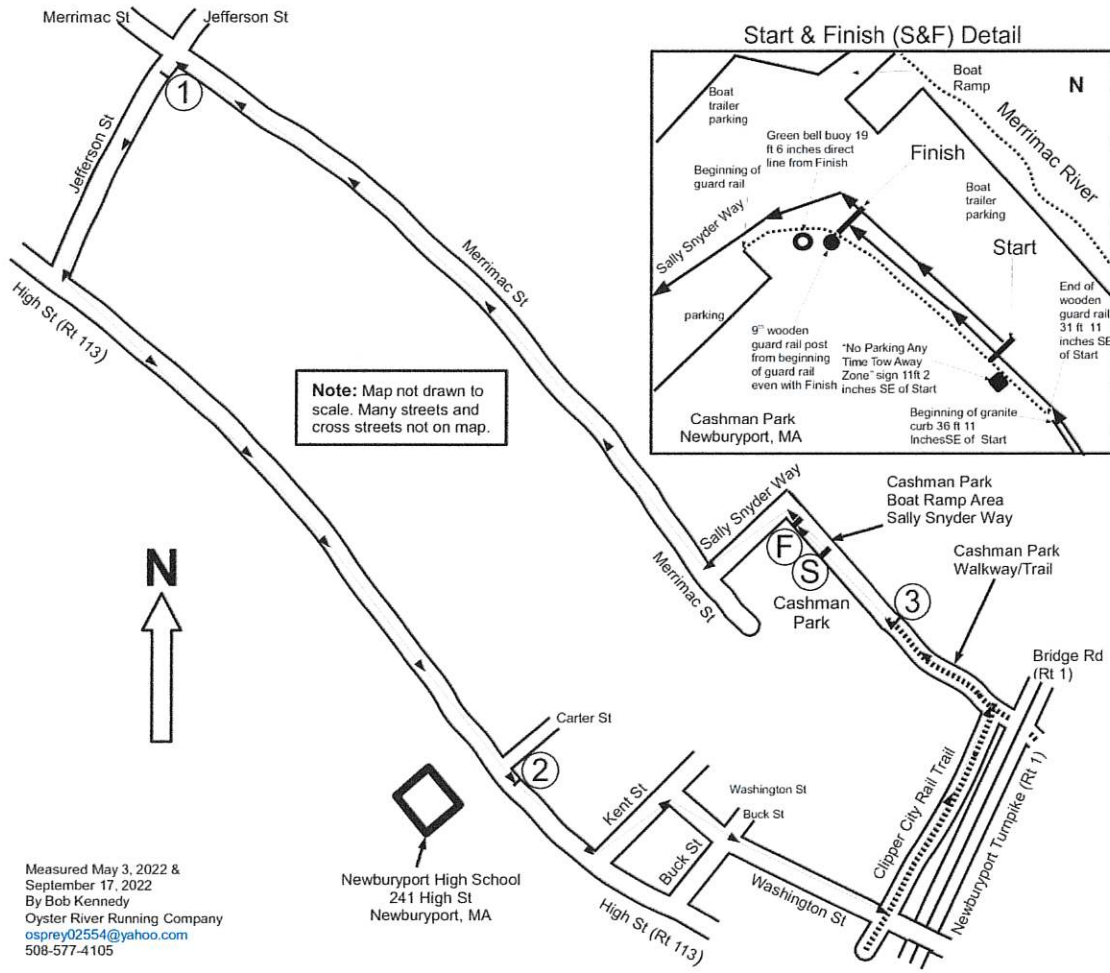 Merrimac St
Jefferson St
1
Jefferson St
Merrimac St
High St (Rt 113)
Note: Map not drawn to
scale. Many streets and
cross streets not on map.
N
Start & Finish (S&F) Detail
Boat
Ramp
N
Boat
trailer
parking
Merrimac River
Green bell buoy 19
ft 6 inches direct
line from Finish
Finish
Beginning of
guard rail
Boat
trailer
parking
Sally Snyder Way
Start
parking
End of
wooden
guard rail
31 ft 11
inches SE
of Start
9th wooden
guard rail post
from beginning
of guard rail
even with Finish
"No Parking Any
Time Tow Away
Zone" sign 11ft 2
inches SE of Start
Beginning of granite
curb 36 ft 11
InchesSE of Start
Cashman Park
Newburyport, MA
Sally Snyder Way
Cashman Park
Boat Ramp Area
Sally Snyder Way
F
S
Cashman
Park
3
Cashman Park
Walkway/Trail
Merrimac St
Bridge Rd
(Rt 1)
Carter St
2
Kent St
Washington St
Buck St
Buck St
Clipper City Rail Trail
Newburyport Turnpike (Rt 1)
Washington St
High St (Rt 113)
Newburyport High School
241 High St
Newburyport, MA
Measured May 3, 2022 &
September 17, 2022
By Bob Kennedy
Oyster River Running Company
osprey02554@yahoo.com
508-577-4105